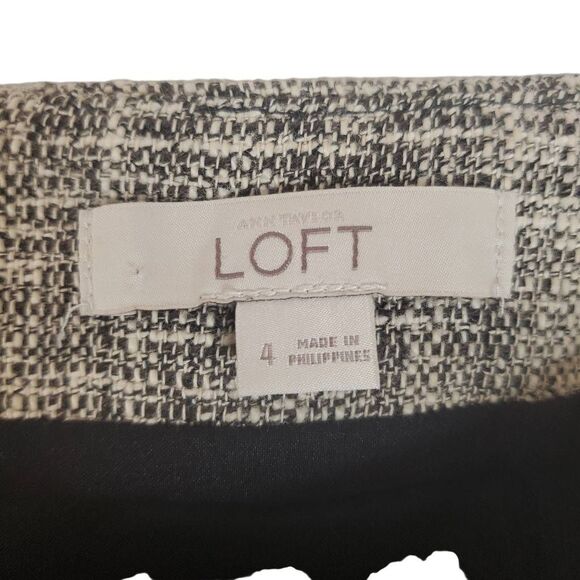 ANN TAYLOR
LOFT
4
MADE IN
PHILIPPINES